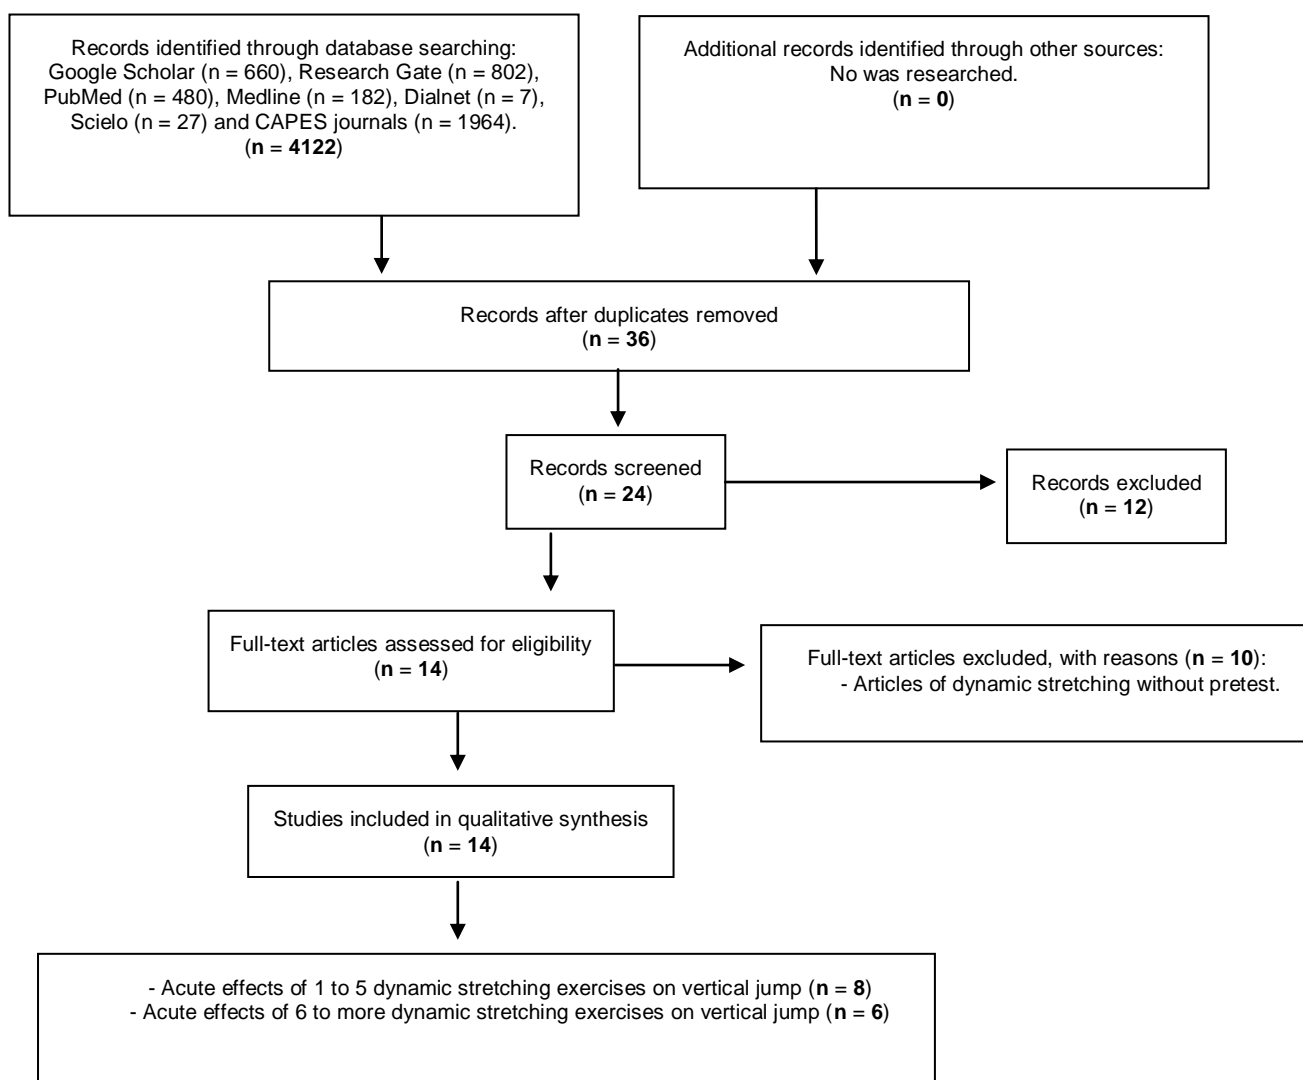 Records identified through database searching:
Google Scholar (n = 660), Research Gate (n = 802),
PubMed (n = 480), Medline (n = 182), Dialnet (n = 7),
Scielo (n = 27) and CAPES journals (n = 1964).
(n = 4122)
Additional records identified through other sources:
No was researched.
(n = 0)
Records after duplicates removed
(n = 36)
Records screened
(n = 24)
Records excluded
(n = 12)
Full-text articles assessed for eligibility
(n = 14)
Full-text articles excluded, with reasons (n = 10):
- Articles of dynamic stretching without pretest.
Studies included in qualitative synthesis
(n = 14)
- Acute effects of 1 to 5 dynamic stretching exercises on vertical jump (n = 8)
- Acute effects of 6 to more dynamic stretching exercises on vertical jump (n = 6)